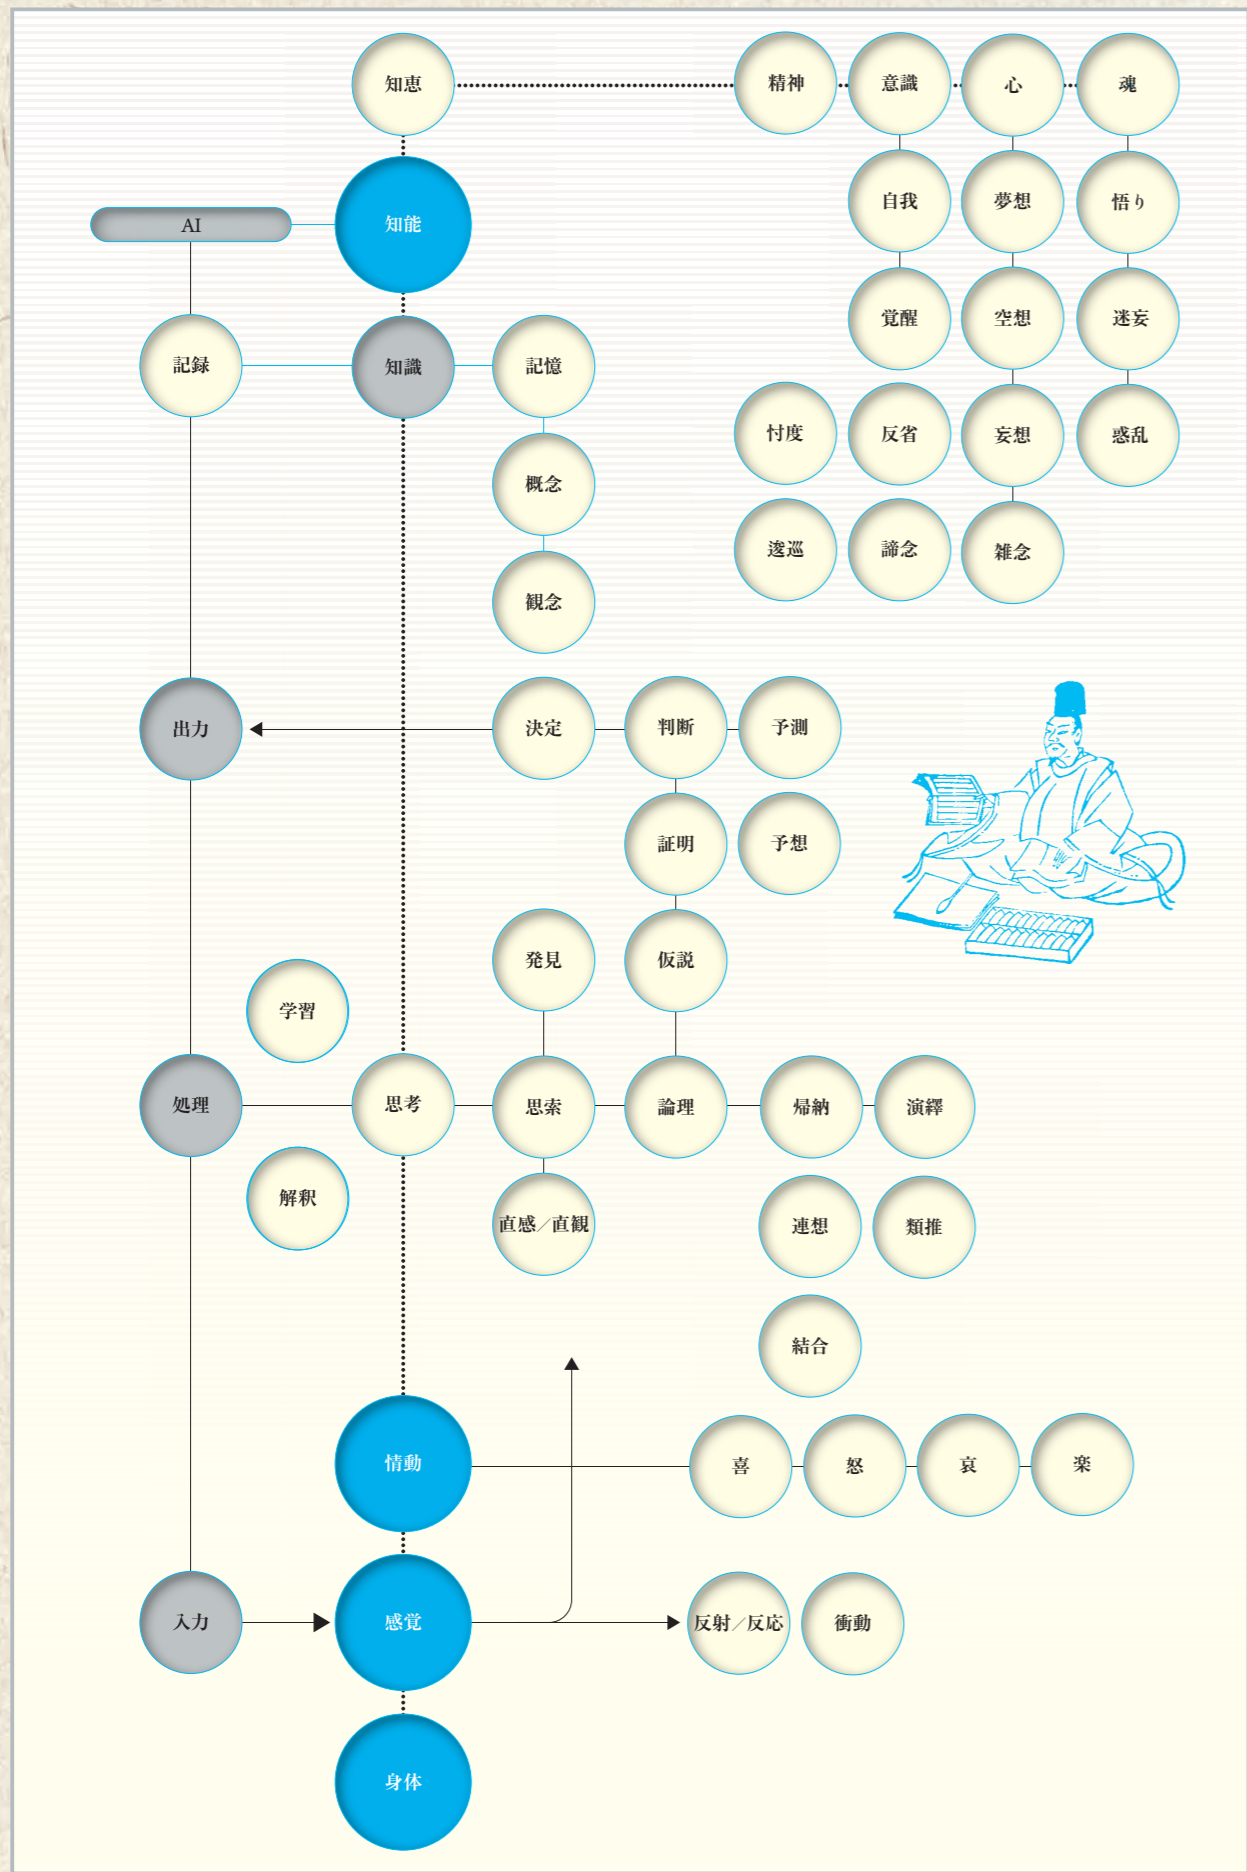 知恵
精神
意識
心
魂
自我
夢想
悟り
AI
知能
覚醒
空想
迷妄
記録
知識
記憶
忖度
反省
妄想
惑乱
概念
逡巡
諦念
雑念
観念
出力
決定
判断
予測
証明
予想
発見
仮説
学習
処理
思考
思索
論理
帰納
演繹
解釈
直感/直観
連想
類推
結合
情動
喜
怒
哀
楽
入力
感覚
反射/反応
衝動
身体